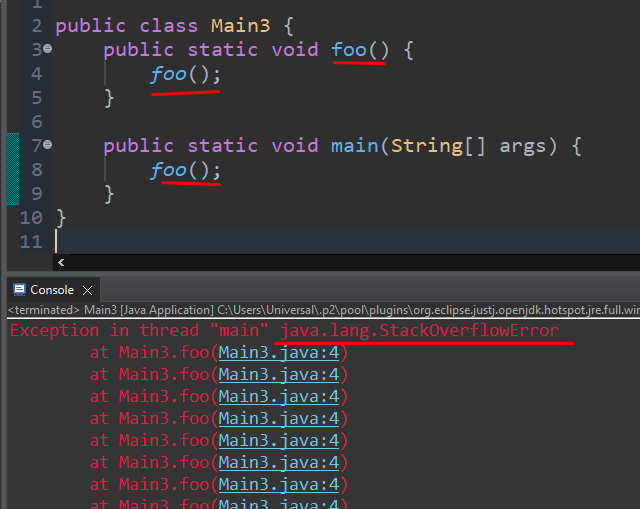 1
2 public class Main3 {
3 public static void foo() {
4 foo();
5 }
6
7 public static void main(String[] args) {
8 foo();
9 }
10 }
11
<
Console
<terminated> Main3 [Java Application] C:\Users\Universal\.p2\pool\plugins\org.eclipse.justj.openjdk.hotspot.jre.full.win
Exception in thread "main" java.lang.StackOverflowError
at Main3.foo(Main3.java:4)
at Main3.foo(Main3.java:4)
at Main3.foo(Main3.java:4)
at Main3.foo(Main3.java:4)
at Main3.foo(Main3.java:4)
at Main3.foo(Main3.java:4)
at Main3.foo(Main3.java:4)
at Main3.foo(Main3.java:4)